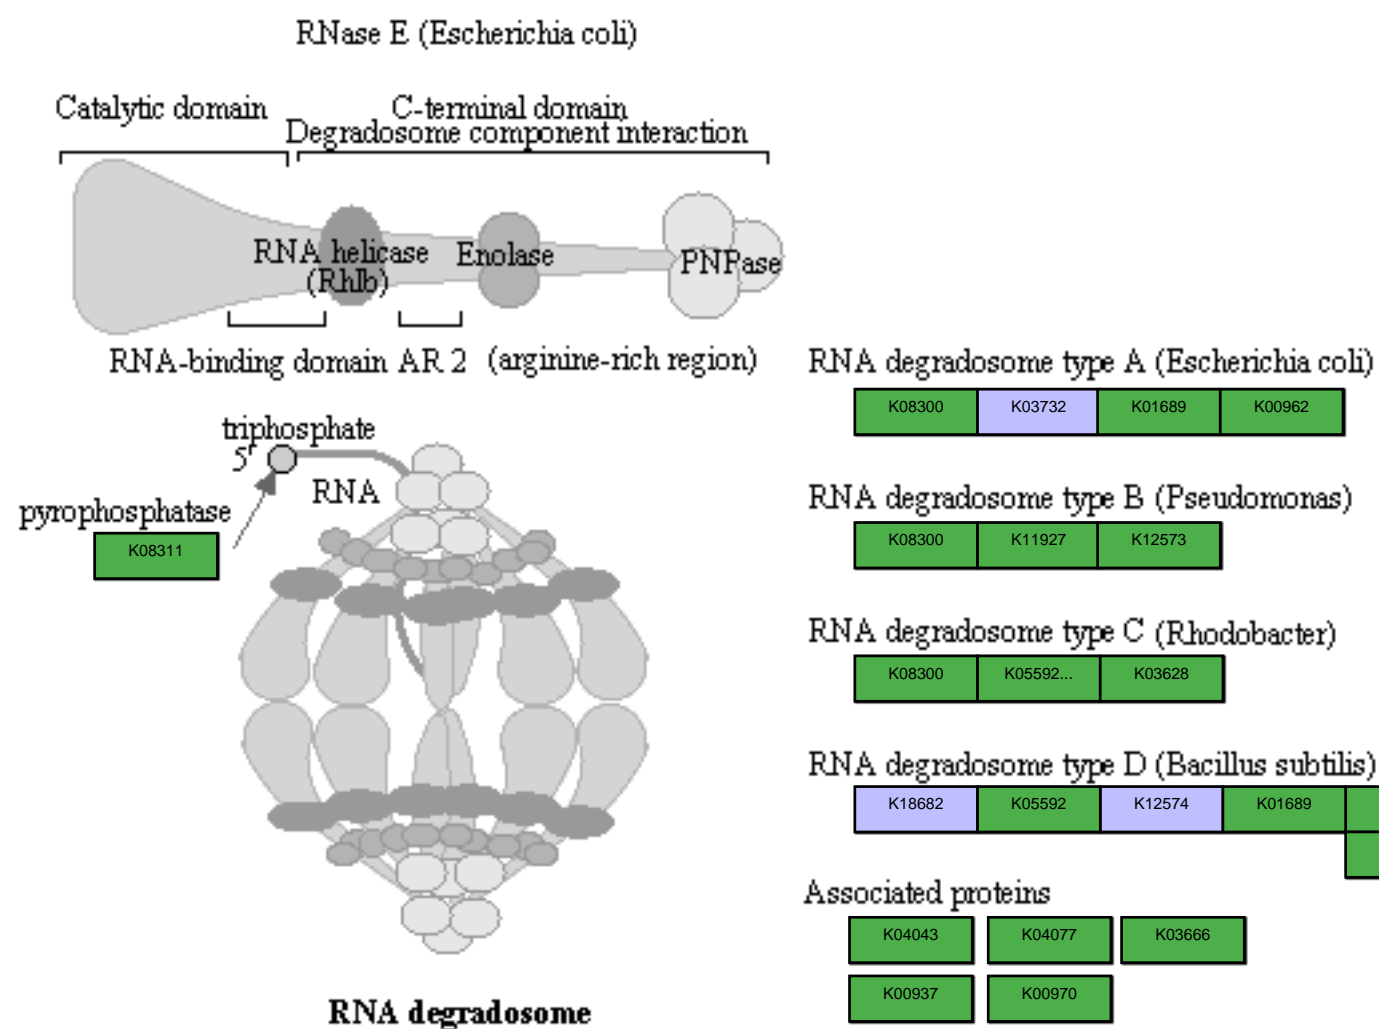 RNase E (Escherichia coli)
Catalytic domain
C-terminal domain
Degradosome component interaction
RNA helicase
(Rhlb)
Enolase
PNPase
RNA-binding domain AR 2 (arginine-rich region)
triphosphate
5'
RNA
pyrophosphatase
K08311
RNA degradosome
RNA degradosome type A (Escherichia coli)
K08300 K03732 K01689 K00962
RNA degradosome type B (Pseudomonas)
K08300 K11927 K12573
RNA degradosome type C (Rhodobacter)
K08300 K05592... K03628
RNA degradosome type D (Bacillus subtilis)
K18682 K05592 K12574 K01689
Associated proteins
K04043 K04077 K03666
K00937 K00970